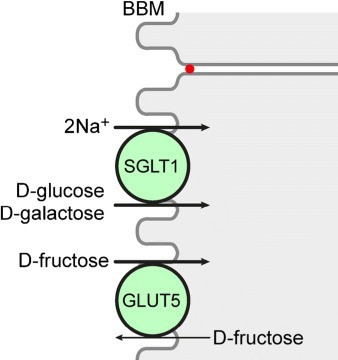 BBM
2Na⁺
SGLT1
D-glucose
D-galactose
D-fructose
GLUT5
D-fructose